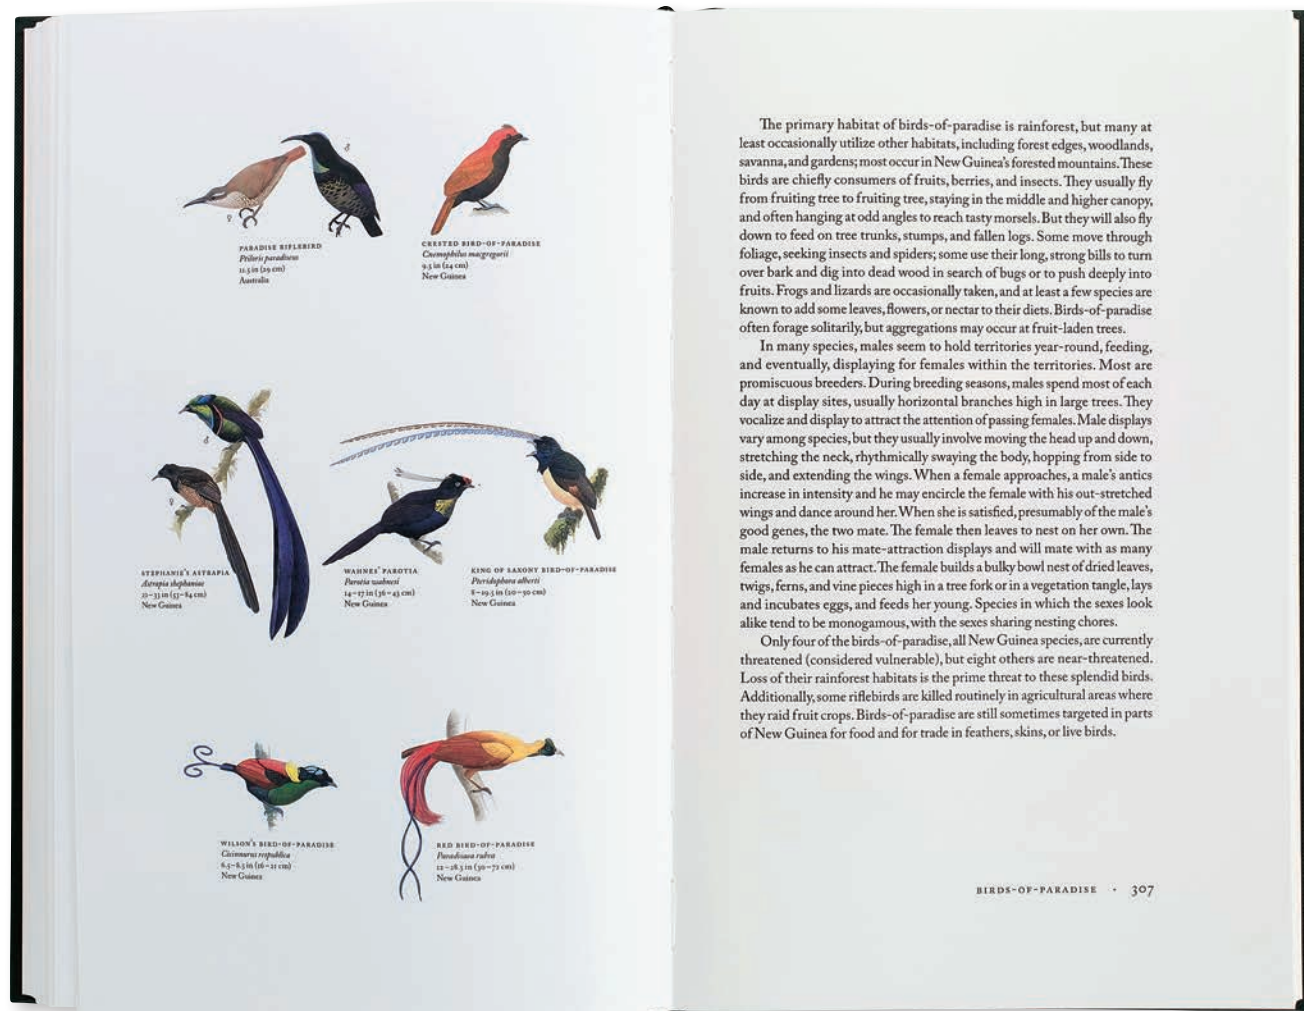 ♂
♀
PARADISE RIFLEBIRD
Ptiloris paradiseus
11.5 in (29 cm)
Australia
CRESTED BIRD-OF-PARADISE
Cnemophilus macgregorii
9.5 in (24 cm)
New Guinea
♂
♀
STEPHANIE'S ASTRAPIA
Astrapia stephaniae
21–33 in (53–84 cm)
New Guinea
WAHNES' PAROTIA
Parotia wahnesi
14–17 in (36–43 cm)
New Guinea
KING OF SAXONY BIRD-OF-PARADISE
Pteridophora alberti
8–19.5 in (20–50 cm)
New Guinea
WILSON'S BIRD-OF-PARADISE
Cicinnurus respublica
6.5–8.5 in (16–21 cm)
New Guinea
RED BIRD-OF-PARADISE
Paradisaea rubra
12–28.5 in (30–72 cm)
New Guinea
The primary habitat of birds-of-paradise is rainforest, but many at
least occasionally utilize other habitats, including forest edges, woodlands,
savanna, and gardens; most occur in New Guinea's forested mountains. These
birds are chiefly consumers of fruits, berries, and insects. They usually fly
from fruiting tree to fruiting tree, staying in the middle and higher canopy,
and often hanging at odd angles to reach tasty morsels. But they will also fly
down to feed on tree trunks, stumps, and fallen logs. Some move through
foliage, seeking insects and spiders; some use their long, strong bills to turn
over bark and dig into dead wood in search of bugs or to push deeply into
fruits. Frogs and lizards are occasionally taken, and at least a few species are
known to add some leaves, flowers, or nectar to their diets. Birds-of-paradise
often forage solitarily, but aggregations may occur at fruit-laden trees.
In many species, males seem to hold territories year-round, feeding,
and eventually, displaying for females within the territories. Most are
promiscuous breeders. During breeding seasons, males spend most of each
day at display sites, usually horizontal branches high in large trees. They
vocalize and display to attract the attention of passing females. Male displays
vary among species, but they usually involve moving the head up and down,
stretching the neck, rhythmically swaying the body, hopping from side to
side, and extending the wings. When a female approaches, a male's antics
increase in intensity and he may encircle the female with his out-stretched
wings and dance around her. When she is satisfied, presumably of the male's
good genes, the two mate. The female then leaves to nest on her own. The
male returns to his mate-attraction displays and will mate with as many
females as he can attract. The female builds a bulky bowl nest of dried leaves,
twigs, ferns, and vine pieces high in a tree fork or in a vegetation tangle, lays
and incubates eggs, and feeds her young. Species in which the sexes look
alike tend to be monogamous, with the sexes sharing nesting chores.
Only four of the birds-of-paradise, all New Guinea species, are currently
threatened (considered vulnerable), but eight others are near-threatened.
Loss of their rainforest habitats is the prime threat to these splendid birds.
Additionally, some riflebirds are killed routinely in agricultural areas where
they raid fruit crops. Birds-of-paradise are still sometimes targeted in parts
of New Guinea for food and for trade in feathers, skins, or live birds.
BIRDS-OF-PARADISE · 307